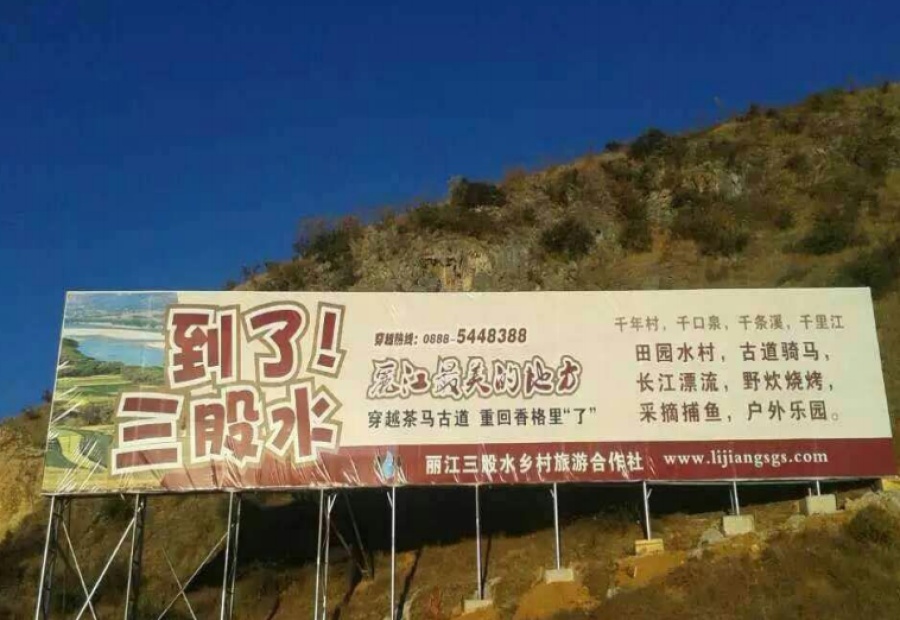 到了！
三股水
穿越热线：0888-5448388
丽江最美的地方
穿越茶马古道 重回香格里“了”
千年村，千口泉，千条溪，千里江
田园水村，古道骑马，
长江漂流，野炊烧烤，
采摘捕鱼，户外乐园。
丽江三股水乡村旅游合作社 www.lijiangsgs.com